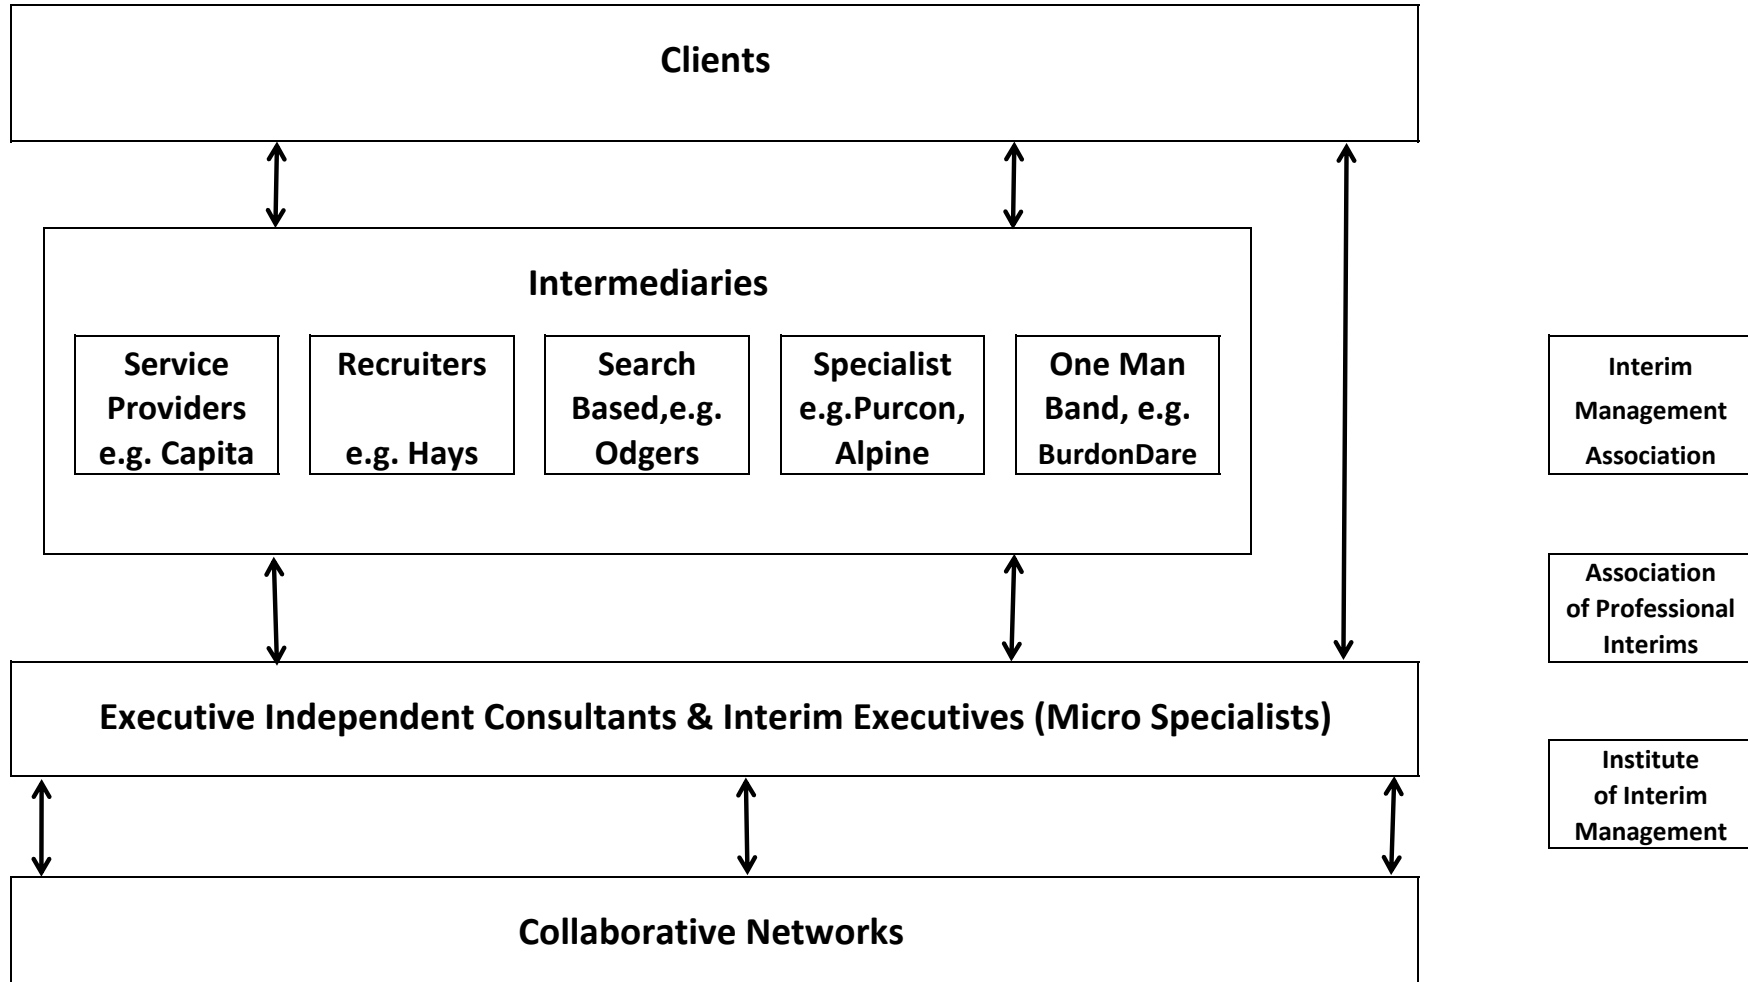 Clients
Intermediaries
Service
Providers
e.g. Capita
Recruiters
e.g. Hays
Search
Based,e.g.
Odgers
Specialist
e.g.Purcon,
Alpine
One Man
Band, e.g.
BurdonDare
Interim
Management
Association
Association
of Professional
Interims
Executive Independent Consultants & Interim Executives (Micro Specialists)
Institute
of Interim
Management
Collaborative Networks